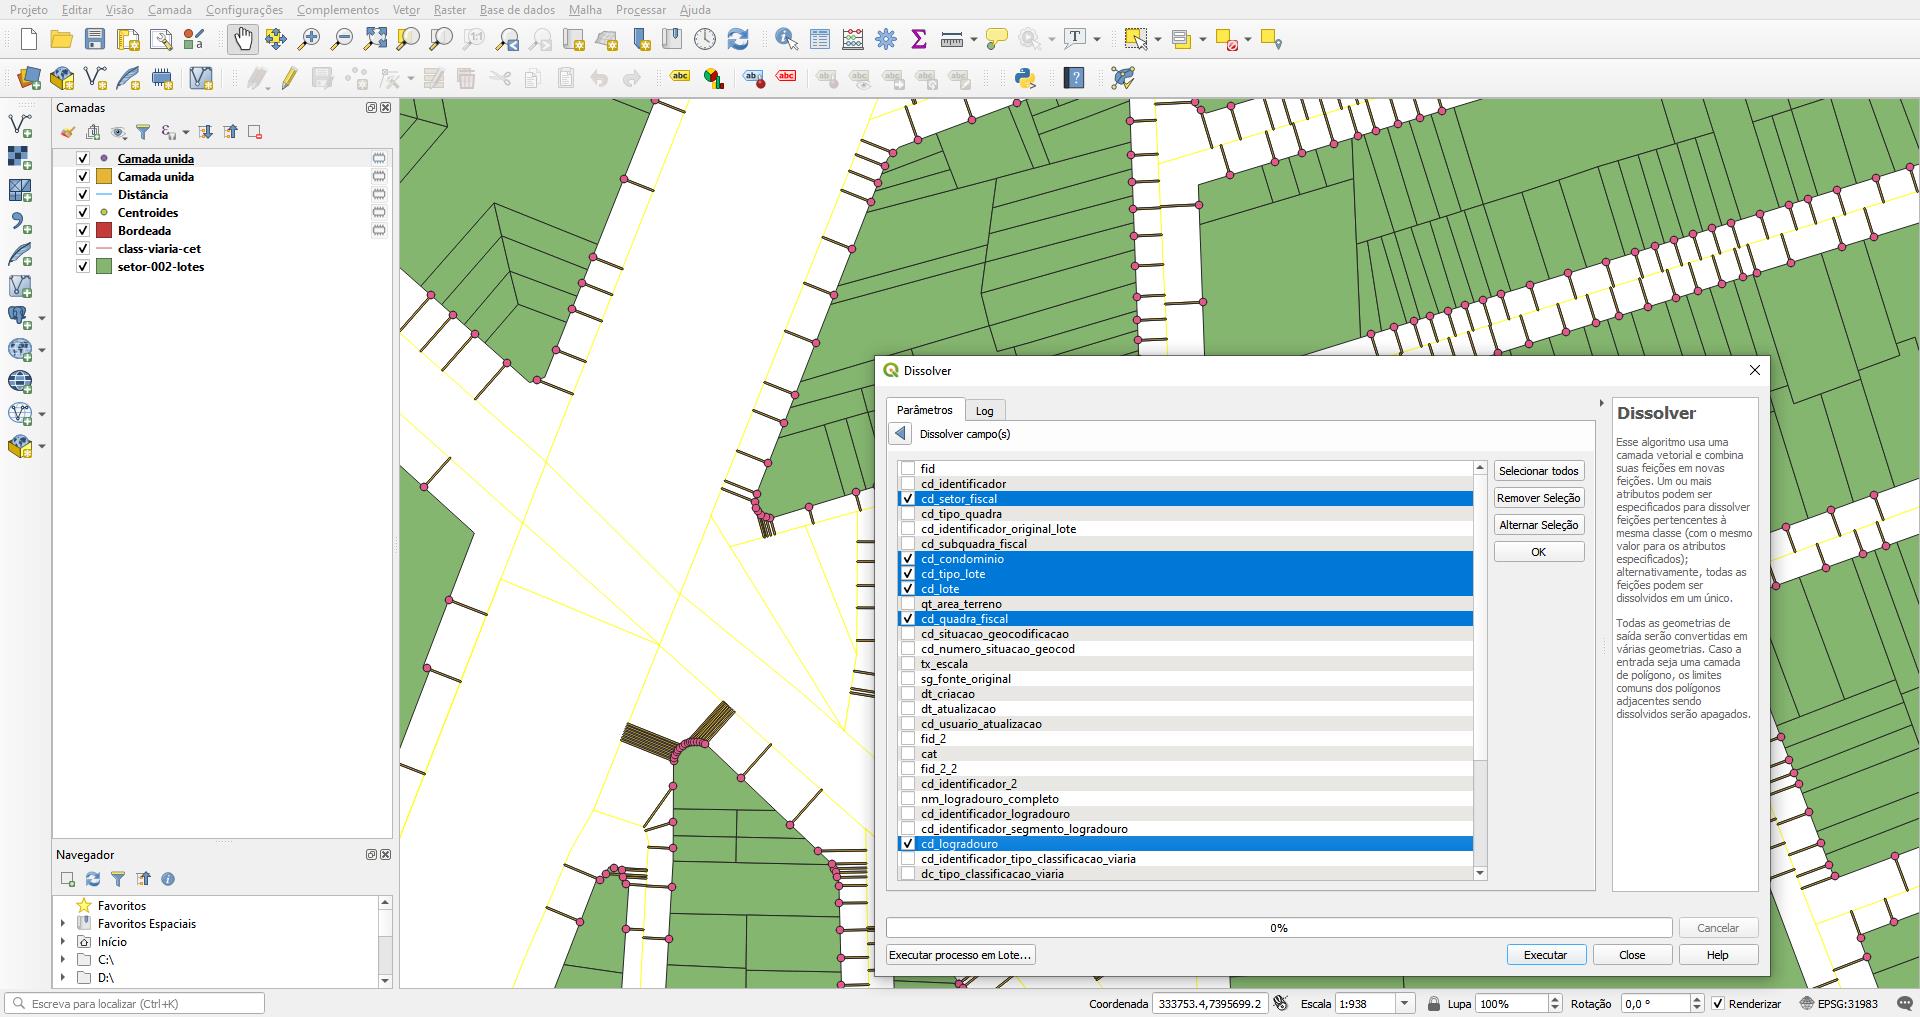 Projeto Editar Visão Camada Configurações Complementos Vetor Raster Base de dados Malha Processar Ajuda
Camadas
Camada unida
Camada unida
Distância
Centroides
Bordeada
class-viaria-cet
setor-002-lotes
Navegador
Favoritos
Favoritos Espaciais
Início
C:\
D:\
Dissolver
Parâmetros
Log
Dissolver campo(s)
fid
cd_identificador
cd_setor_fiscal
cd_tipo_quadra
cd_identificador_original_lote
cd_subquadra_fiscal
cd_condominio
cd_tipo_lote
cd_lote
qt_area_terreno
cd_quadra_fiscal
cd_situacao_geocodificacao
cd_numero_situacao_geocod
tx_escala
sg_fonte_original
dt_criacao
dt_atualizacao
cd_usuario_atualizacao
fid_2
cat
fid_2_2
cd_identificador_2
nm_logradouro_completo
cd_identificador_logradouro
cd_identificador_segmento_logradouro
cd_logradouro
cd_identificador_tipo_classificacao_viaria
dc_tipo_classificacao_viaria
Selecionar todos
Remover Seleção
Alternar Seleção
OK
Dissolver
Esse algoritmo usa uma
camada vetorial e combina
suas feições em novas
feições. Um ou mais
atributos podem ser
especificados para dissolver
feições pertencentes à
mesma classe (com o mesmo
valor para os atributos
especificados);
alternativamente, todas as
feições podem ser
dissolvidos em um único.
Todas as geometrias de
saída serão convertidas em
várias geometrias. Caso a
entrada seja uma camada
de polígono, os limites
comuns dos polígonos
adjacentes sendo
dissolvidos serão apagados.
0%
Cancelar
Executar processo em Lote...
Executar
Close
Help
Escreva para localizar (Ctrl+K)
Coordenada 333753.4,7395699.2 Escala 1:938 Lupa 100% Rotação 0,0 ° Renderizar EPSG:31983